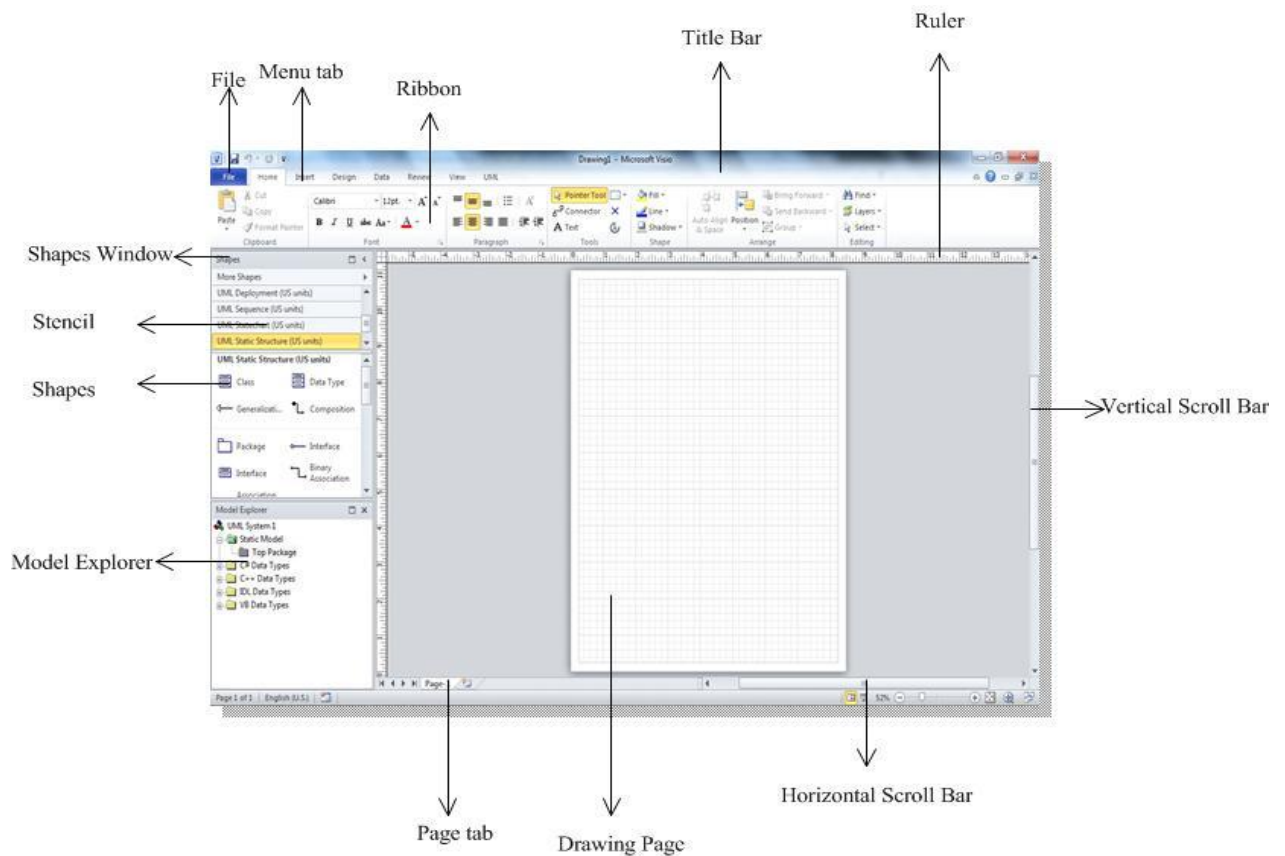 Ruler
Title Bar
File
Menu tab
Ribbon
Drawing1 - Microsoft Visio
File Home Insert Design Data Review View UML
Cut
Copy
Format Painter
Paste
Clipboard
Calibri 12pt.
B I U abc Aa A
Font
Paragraph
Pointer Tool
Connector
A Text
Tools
Fill
Line
Shadow
Shape
Auto Align & Space
Position
Bring Forward
Send Backward
Group
Arrange
Find
Layers
Select
Editing
Shapes Window
Shapes
More Shapes
UML Deployment (US units)
UML Sequence (US units)
Stencil
UML Statechart (US units)
UML Static Structure (US units)
UML Static Structure (US units)
Shapes
Class Data Type
Generalizati... Composition
Package Interface
Interface Binary Association
Association
Vertical Scroll Bar
Model Explorer
UML System 1
Static Model
Top Package
Model Explorer
C# Data Types
C++ Data Types
IDL Data Types
VB Data Types
Page-
Page 1 of 1 English (U.S.) 52%
Horizontal Scroll Bar
Page tab
Drawing Page